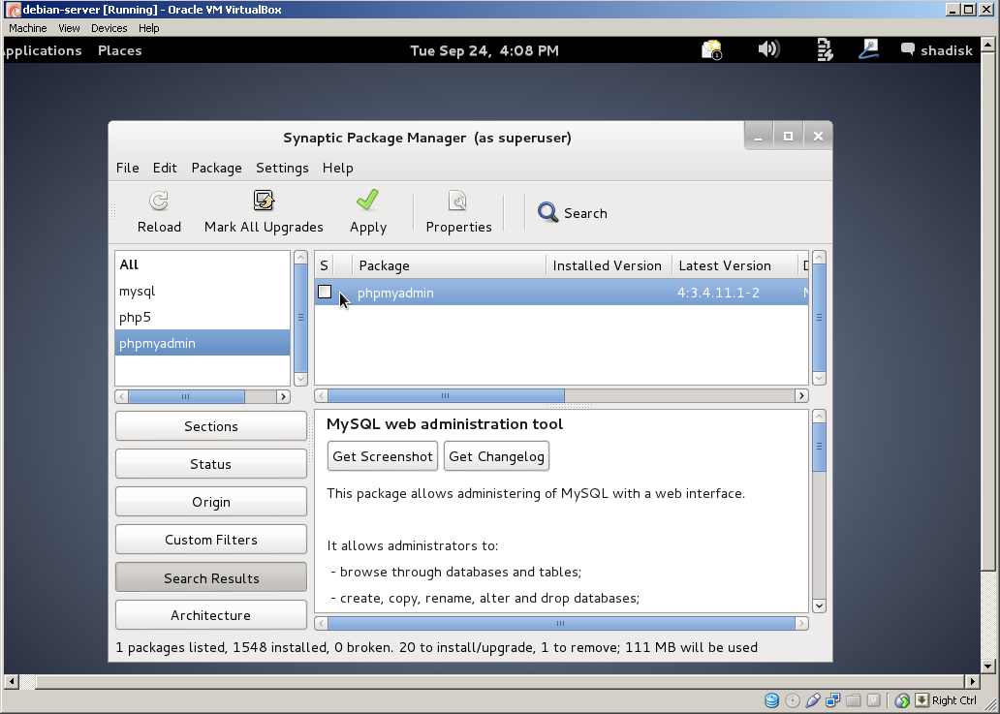 debian-server [Running] - Oracle VM VirtualBox
Machine View Devices Help
pplications Places Tue Sep 24, 4:08 PM 1 shadisk
Synaptic Package Manager (as superuser)
File Edit Package Settings Help
Reload Mark All Upgrades Apply Properties Search
All
mysql
php5
phpmyadmin
S Package Installed Version Latest Version D
phpmyadmin 4:3.4.11.1-2
Sections
Status
Origin
Custom Filters
Search Results
Architecture
MySQL web administration tool
Get Screenshot Get Changelog
This package allows administering of MySQL with a web interface.
It allows administrators to:
- browse through databases and tables;
- create, copy, rename, alter and drop databases;
1 packages listed, 1548 installed, 0 broken. 20 to install/upgrade, 1 to remove; 111 MB will be used
Right Ctrl